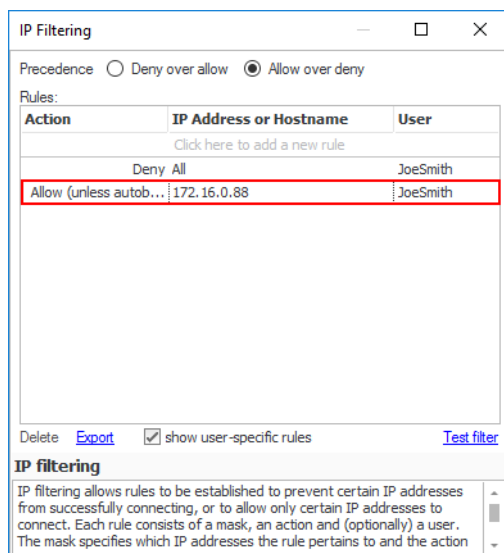 IP Filtering
Precedence Deny over allow Allow over deny
Rules:
Action IP Address or Hostname User
Click here to add a new rule
Deny All JoeSmith
Allow (unless autob... 172.16.0.88 JoeSmith
Delete Export show user-specific rules Test filter
IP filtering
IP filtering allows rules to be established to prevent certain IP addresses
from successfully connecting, or to allow only certain IP addresses to
connect. Each rule consists of a mask, an action and (optionally) a user.
The mask specifies which IP addresses the rule pertains to and the action